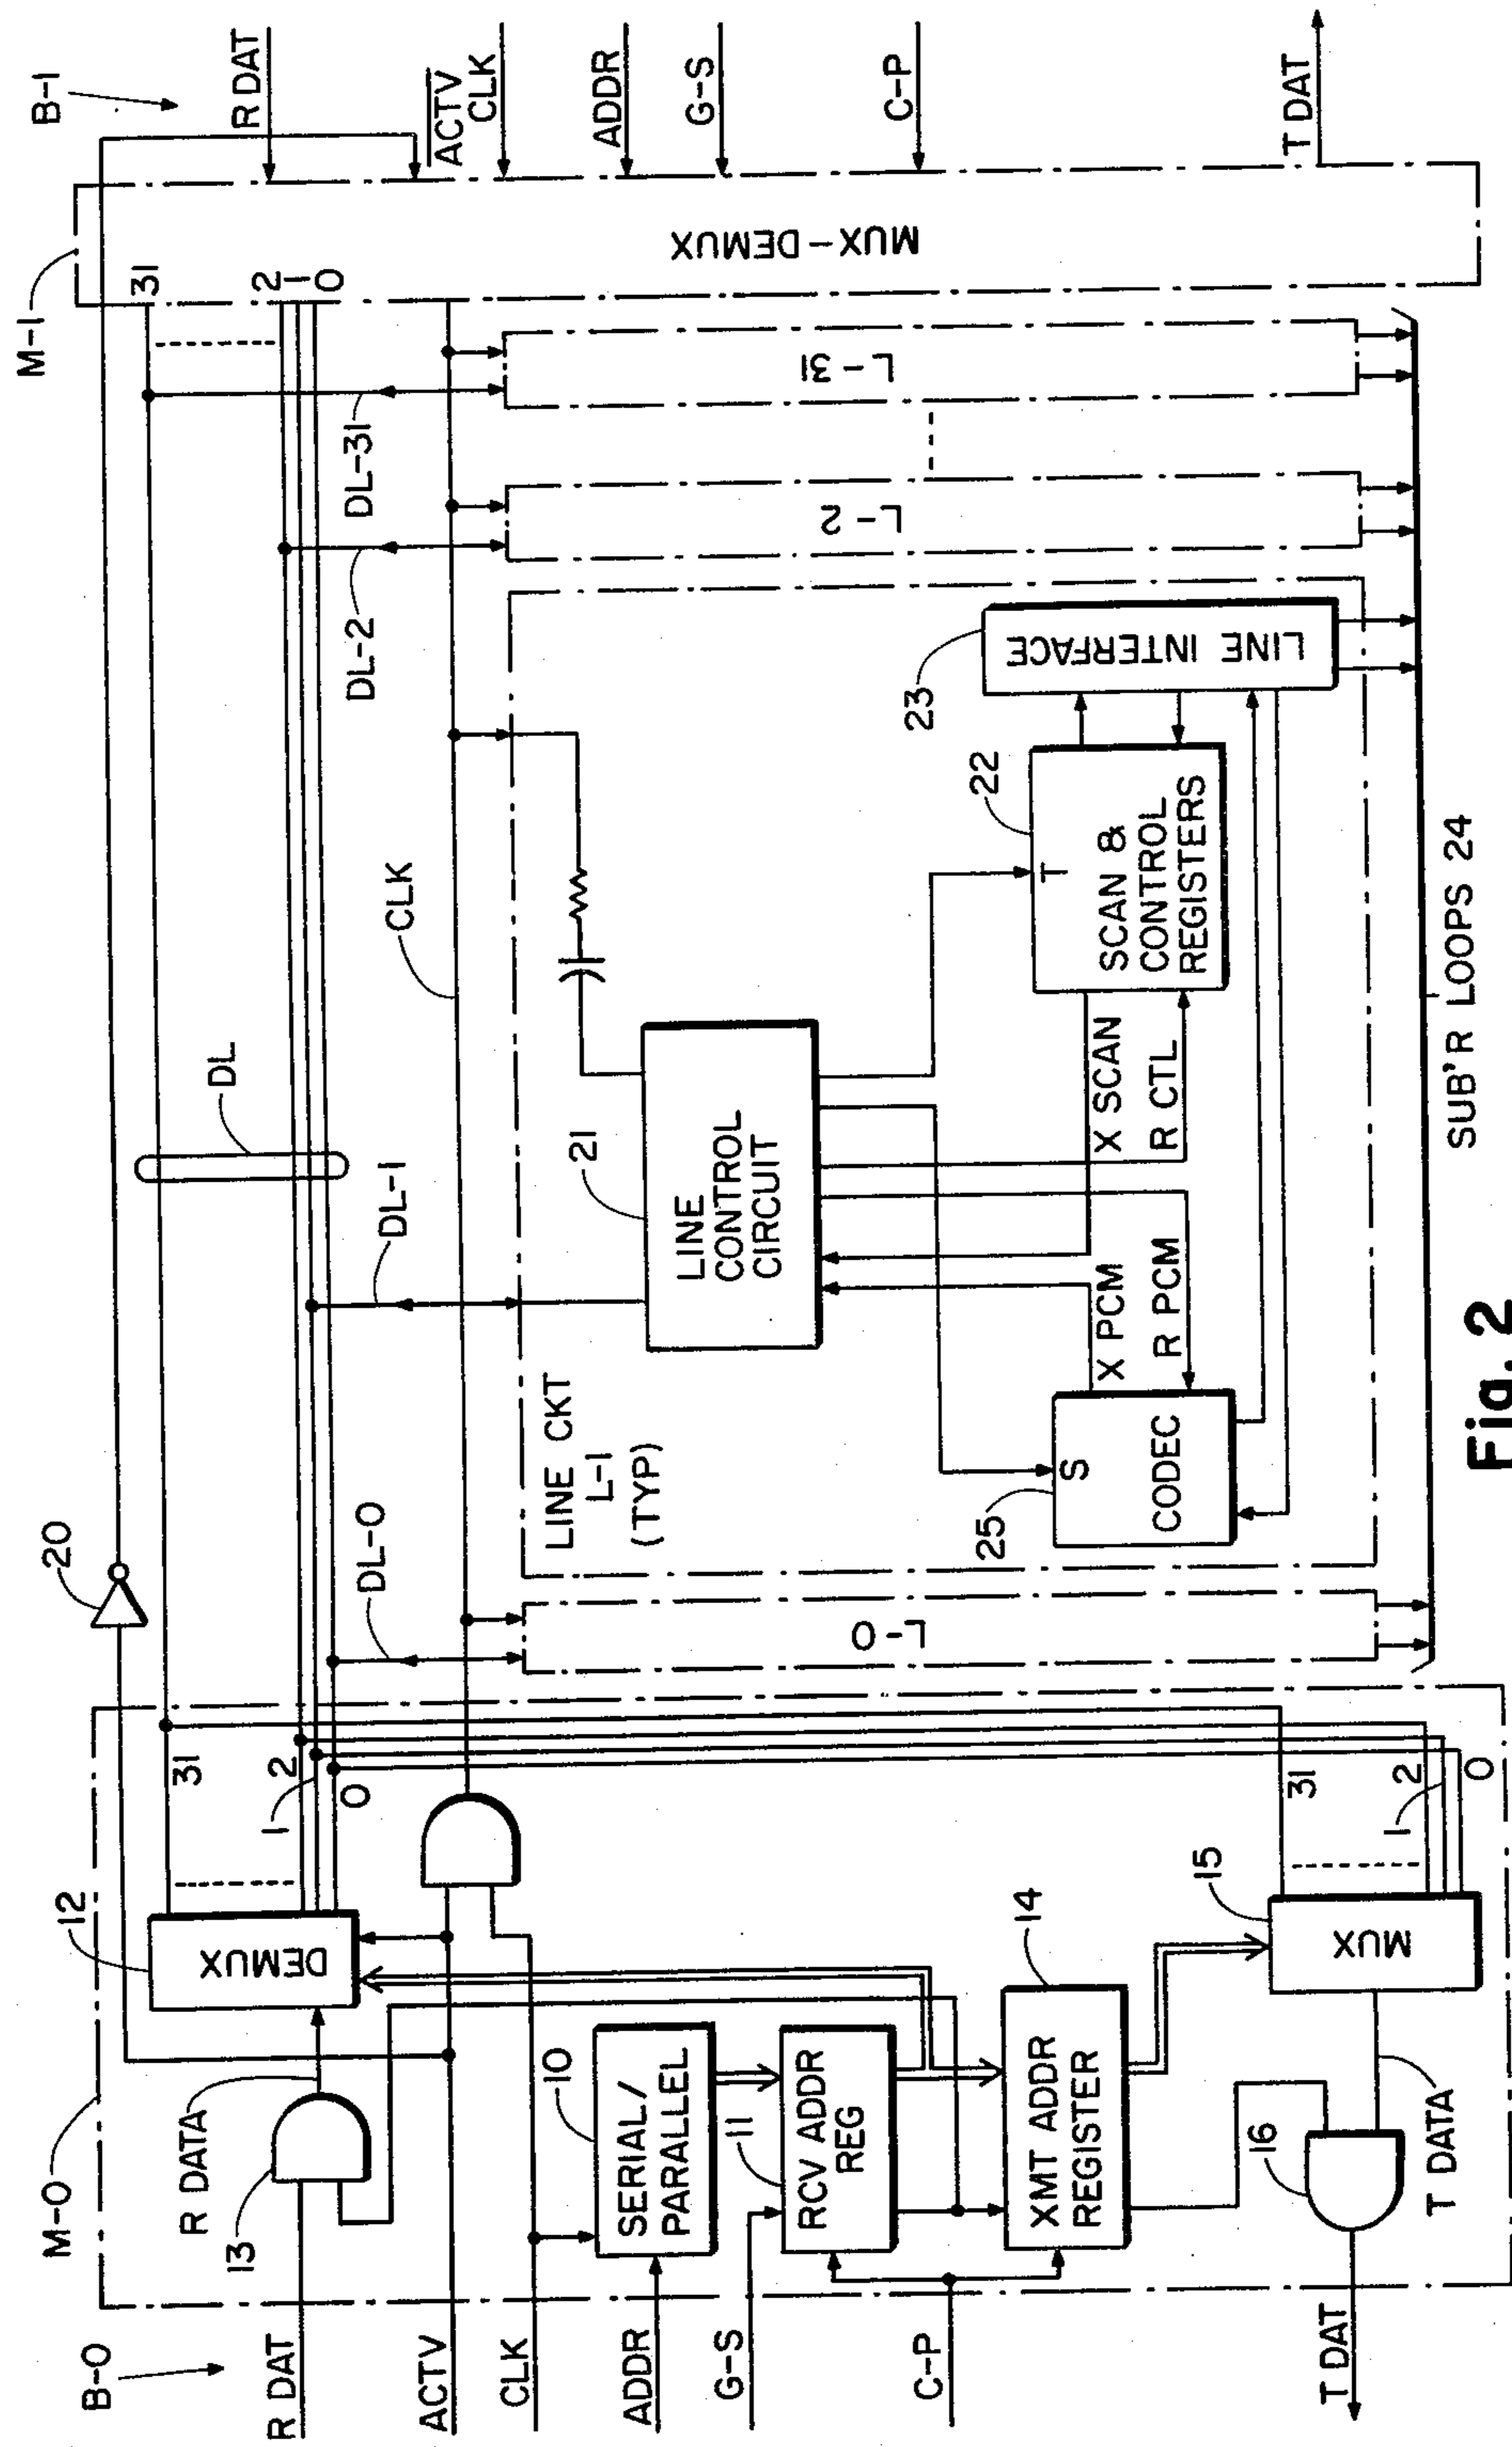 B-0
R DAT
ACTV
CLK
ADDR
G-S
C-P
T DAT
M-0
R DATA
13
12
DEMUX
31
2
1
0
10
SERIAL/
PARALLEL
11
RCV ADDR
REG
14
XMT ADDR
REGISTER
15
MUX
31
2
1
0
16
T DATA
20
DL-0
L-0
DL-1
DL
CLK
LINE CKT
L-1
(TYP)
21
LINE
CONTROL
CIRCUIT
25
S
CODEC
X PCM
R PCM
X SCAN
R CTL
22
T
SCAN &
CONTROL
REGISTERS
23
LINE INTERFACE
DL-2
L-2
DL-31
L-31
SUB'R LOOPS 24
M-1
31
2
1
0
MUX-DEMUX
B-1
R DAT
ACTV
CLK
ADDR
G-S
C-P
T DAT
Fig. 2